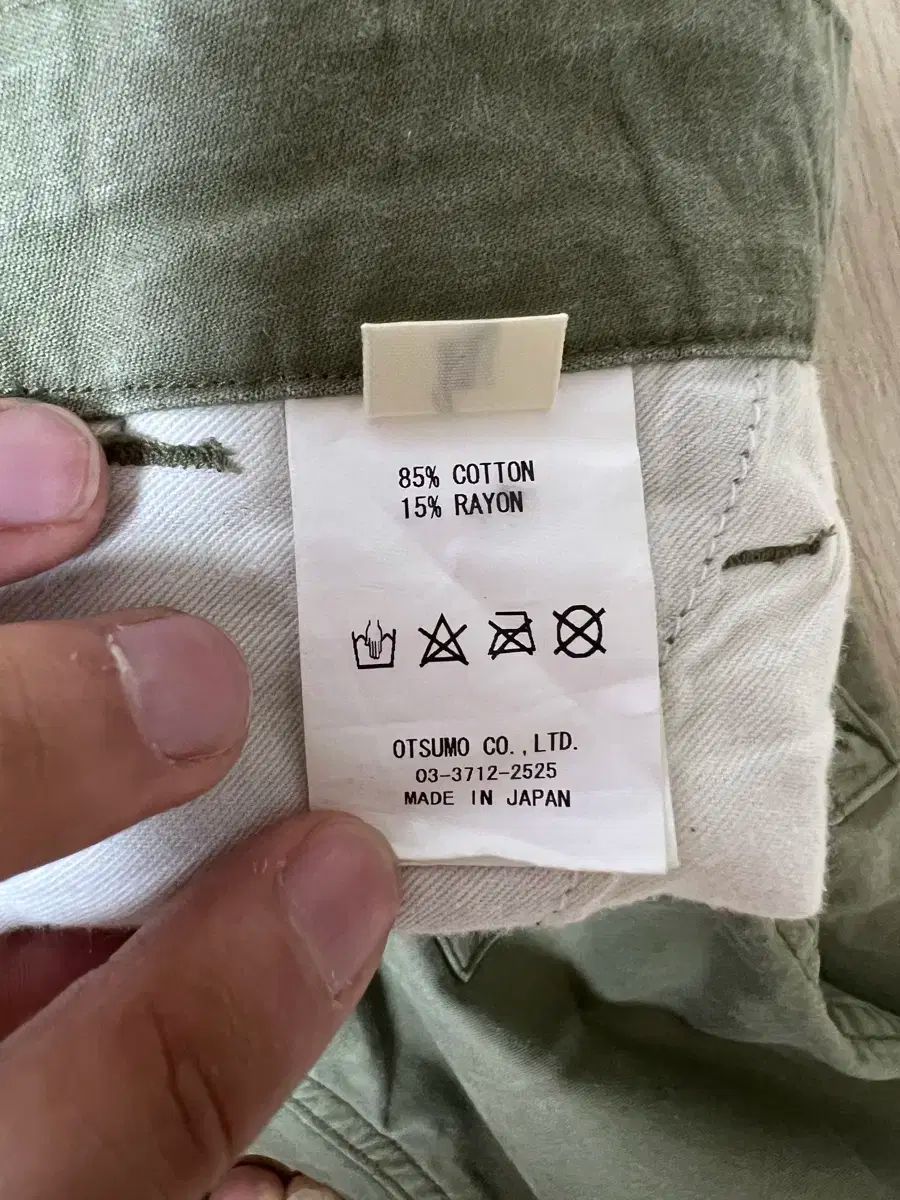 85% COTTON
15% RAYON
OTSUMO CO.,LTD.
03-3712-2525
MADE IN JAPAN